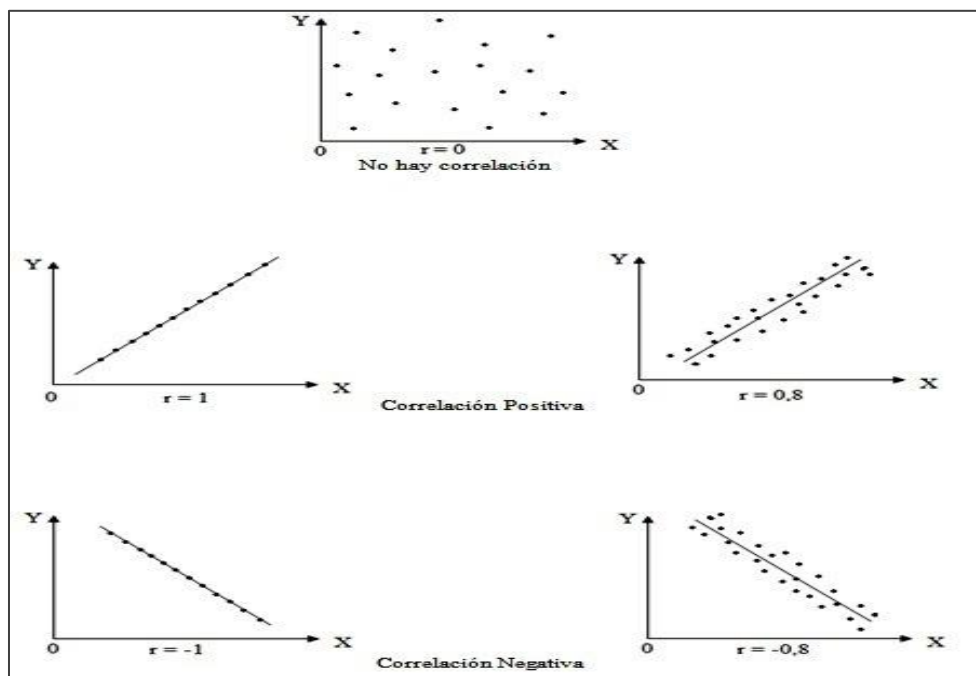 Y
0
X
r = 0
No hay correlación
Y
0
X
r = 1
Y
0
X
r = 0,8
Correlación Positiva
Y
0
X
r = -1
Y
0
X
r = -0,8
Correlación Negativa